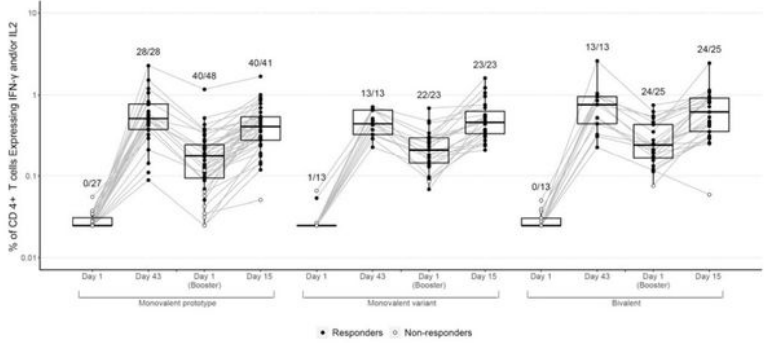 % of CD 4+ T cells Expressing IFN-γ and/or IL2
10
1
0.1
0.01
0/27
28/28
40/48
40/41
1/13
13/13
22/23
23/23
0/13
13/13
24/25
24/25
Day 1
Day 43
Day 1
(Booster)
Day 15
Day 1
Day 43
Day 1
(Booster)
Day 15
Day 1
Day 43
Day 1
(Booster)
Day 15
Monovalent prototype
Monovalent variant
Bivalent
Responders
Non-responders